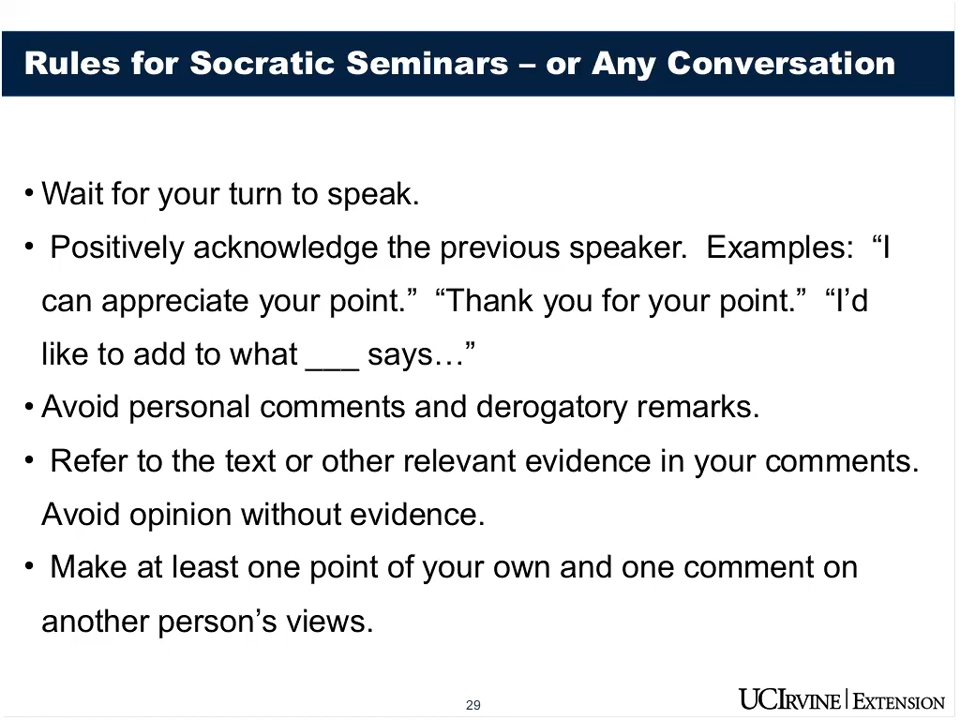 Rules for Socratic Seminars – or Any Conversation
• Wait for your turn to speak.
• Positively acknowledge the previous speaker.  Examples:  “I
can appreciate your point.”  “Thank you for your point.”  “I’d
like to add to what ___ says…”
• Avoid personal comments and derogatory remarks.
• Refer to the text or other relevant evidence in your comments.
Avoid opinion without evidence.
• Make at least one point of your own and one comment on
another person’s views.
29
UCIRVINE | EXTENSION